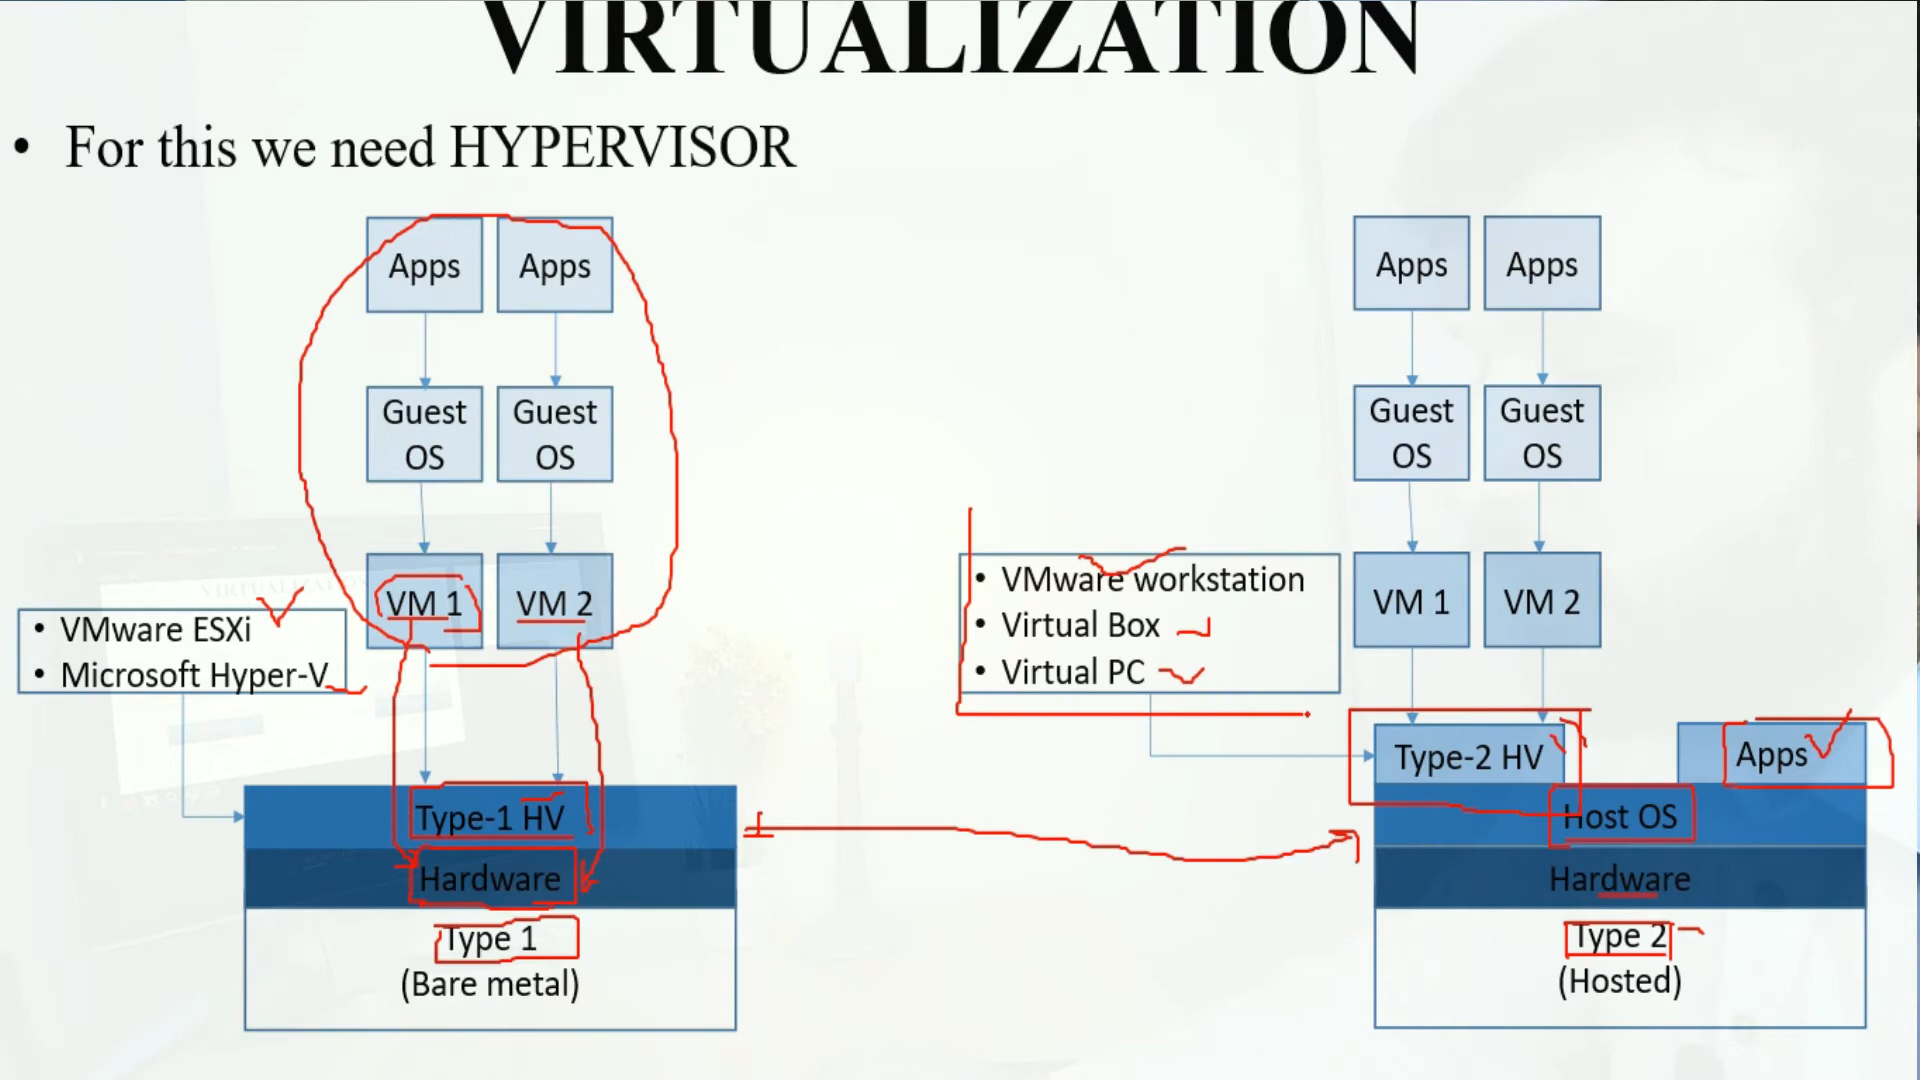 VIRTUALIZATION
• For this we need HYPERVISOR
Apps
Apps
Guest
OS
Guest
OS
VM 1
VM 2
• VMware ESXi
• Microsoft Hyper-V
Type-1 HV
Hardware
Type 1
(Bare metal)
Apps
Apps
Guest
OS
Guest
OS
VM 1
VM 2
• VMware workstation
• Virtual Box
• Virtual PC
Type-2 HV
Apps
Host OS
Hardware
Type 2
(Hosted)
VIRTUALIZATION